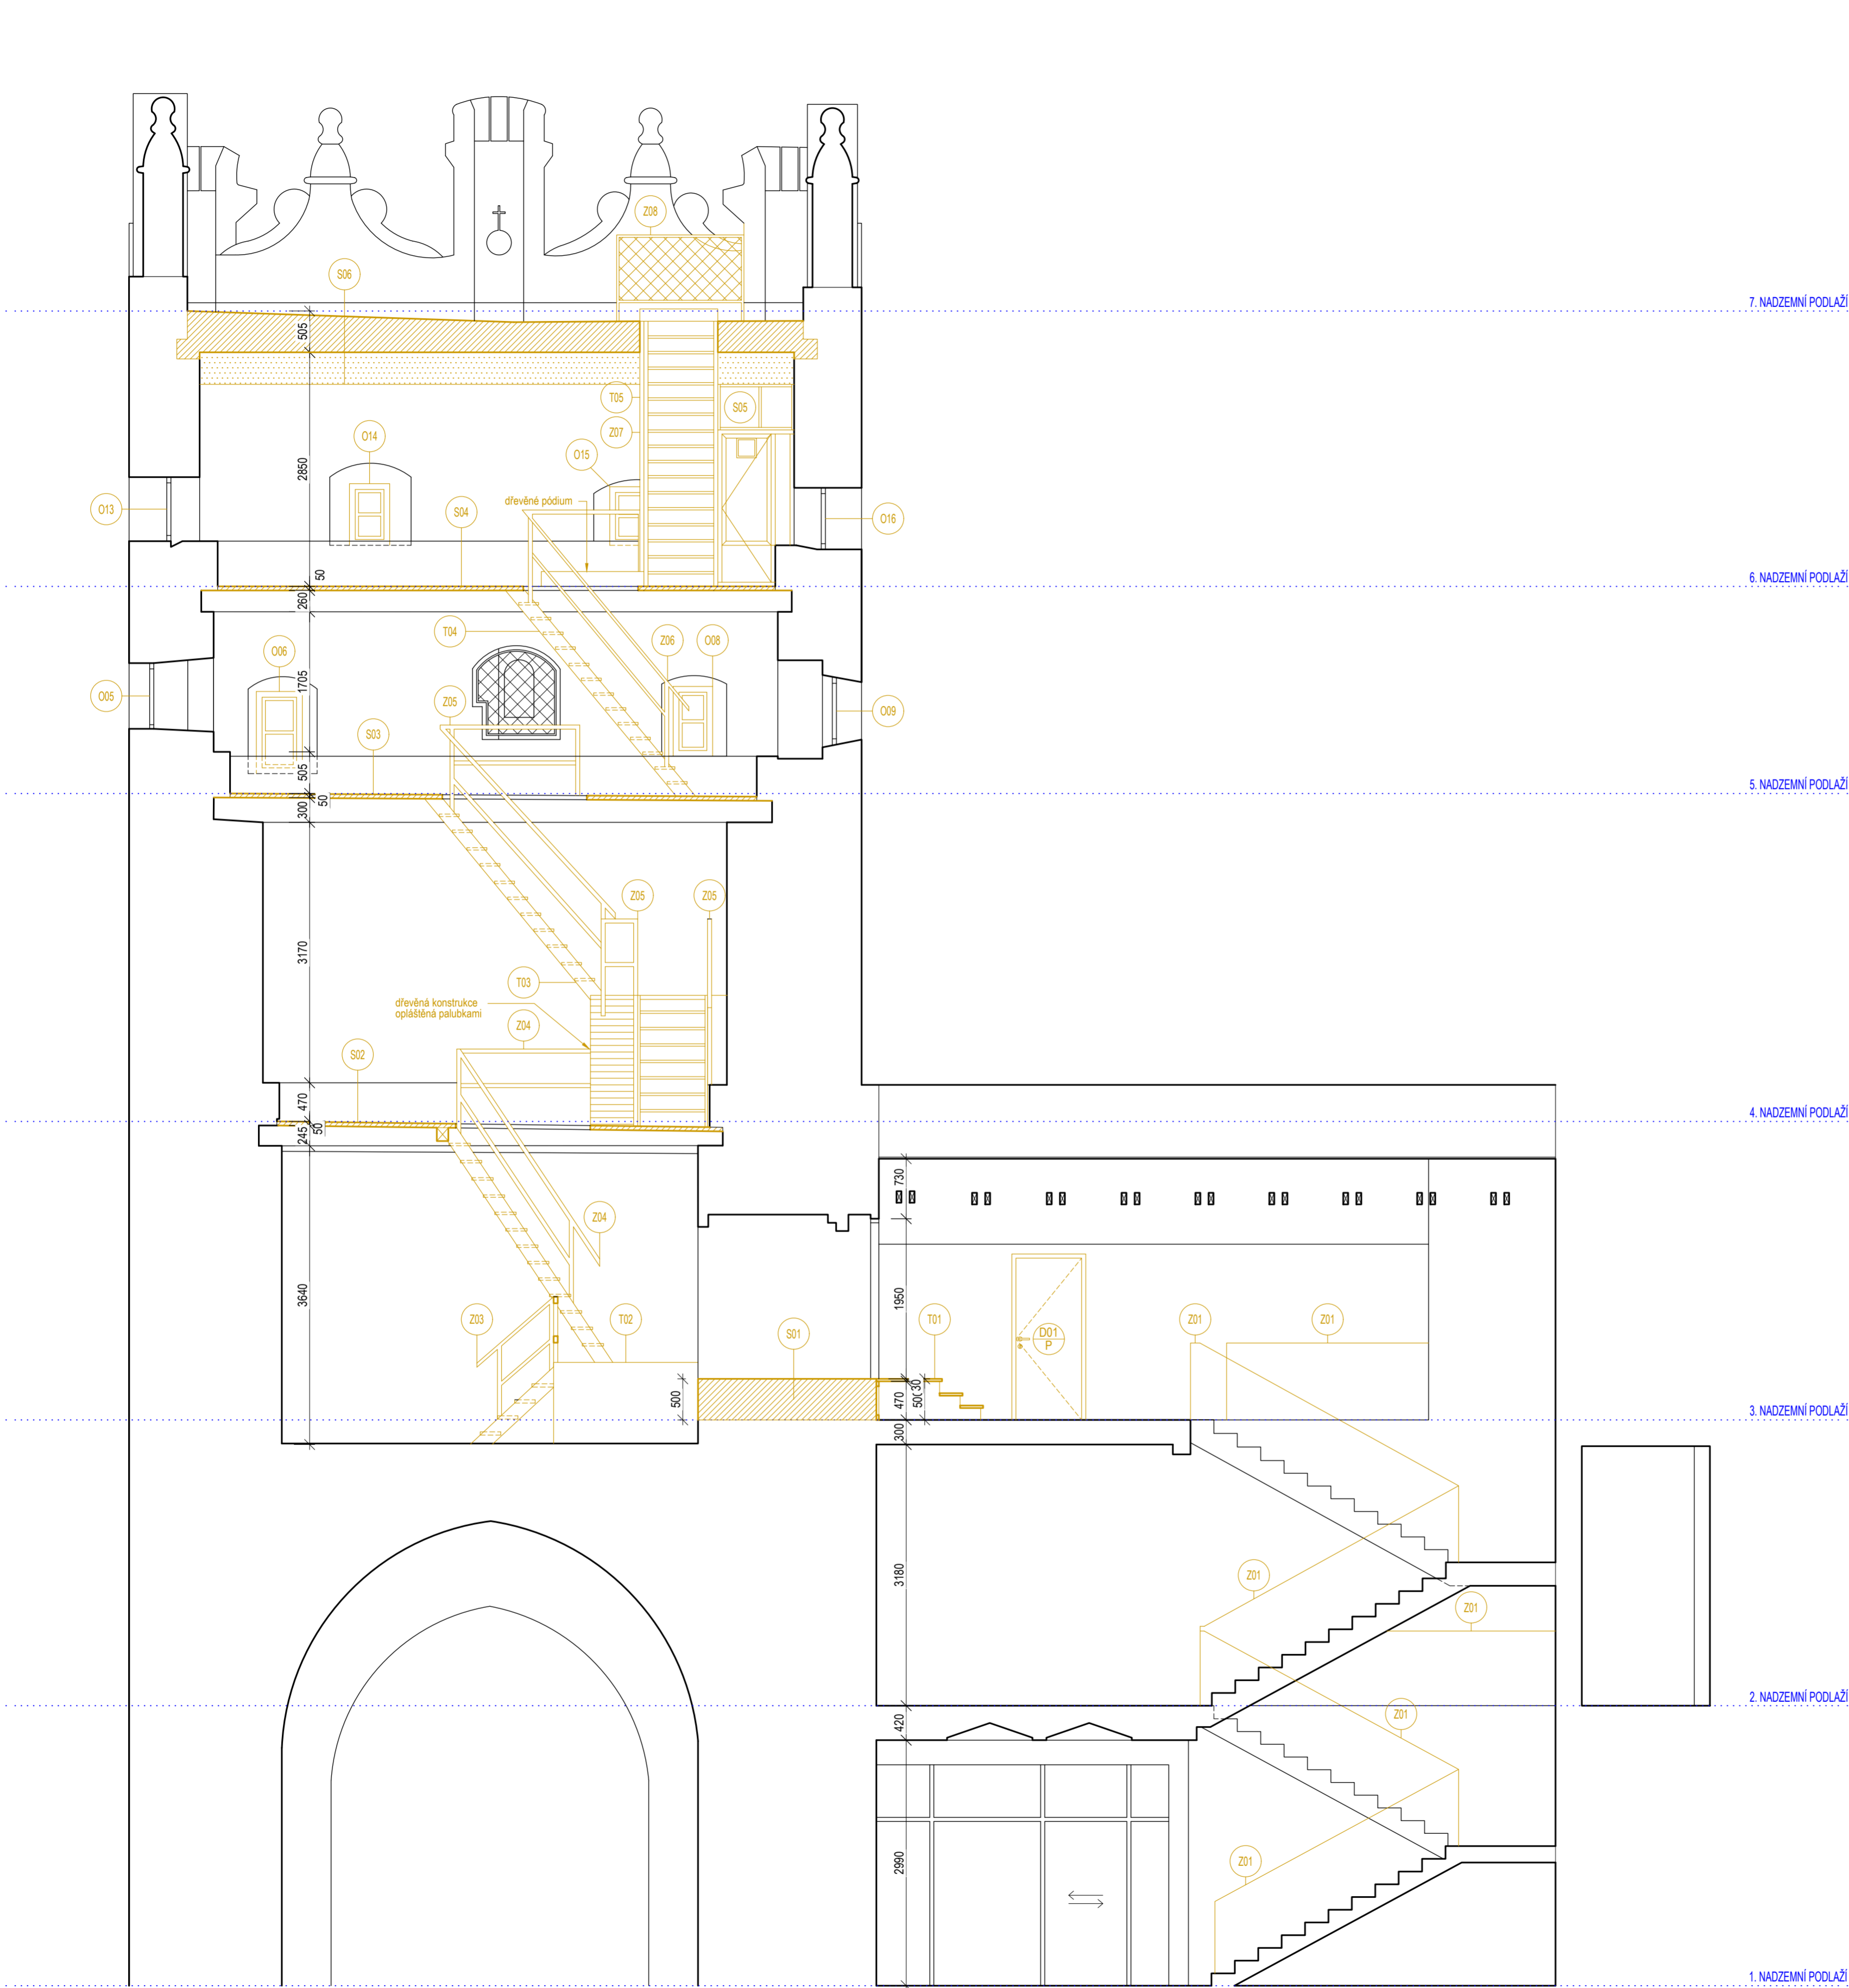 Z08
S06
7. NADZEMNÍ PODLAŽÍ
505
T05
S05
Z07
O14
O15
2850
dřevěné pódium
O13
S04
O16
50
6. NADZEMNÍ PODLAŽÍ
260
T04
Z06
O08
O06
1705
O05
Z05
O09
S03
505
5. NADZEMNÍ PODLAŽÍ
50
300
Z05
Z05
3170
T03
dřevěná konstrukce
opláštěná palubkami
Z04
S02
470
4. NADZEMNÍ PODLAŽÍ
50
245
730
Z04
3640
1950
Z03
T02
S01
T01
D01
P
Z01
Z01
30
500
470
500
3. NADZEMNÍ PODLAŽÍ
300
3180
Z01
Z01
2. NADZEMNÍ PODLAŽÍ
420
Z01
2990
Z01
1. NADZEMNÍ PODLAŽÍ